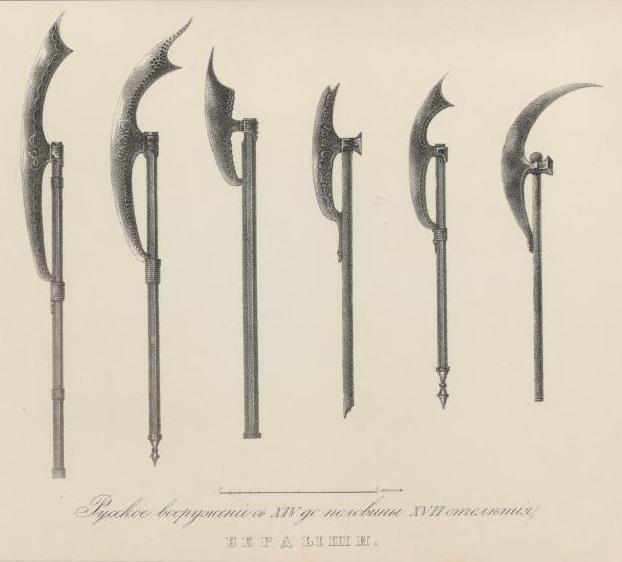 Русское вооруженіе съ XIV до половины XVII столѣтія,
БЕРДЫШИ.